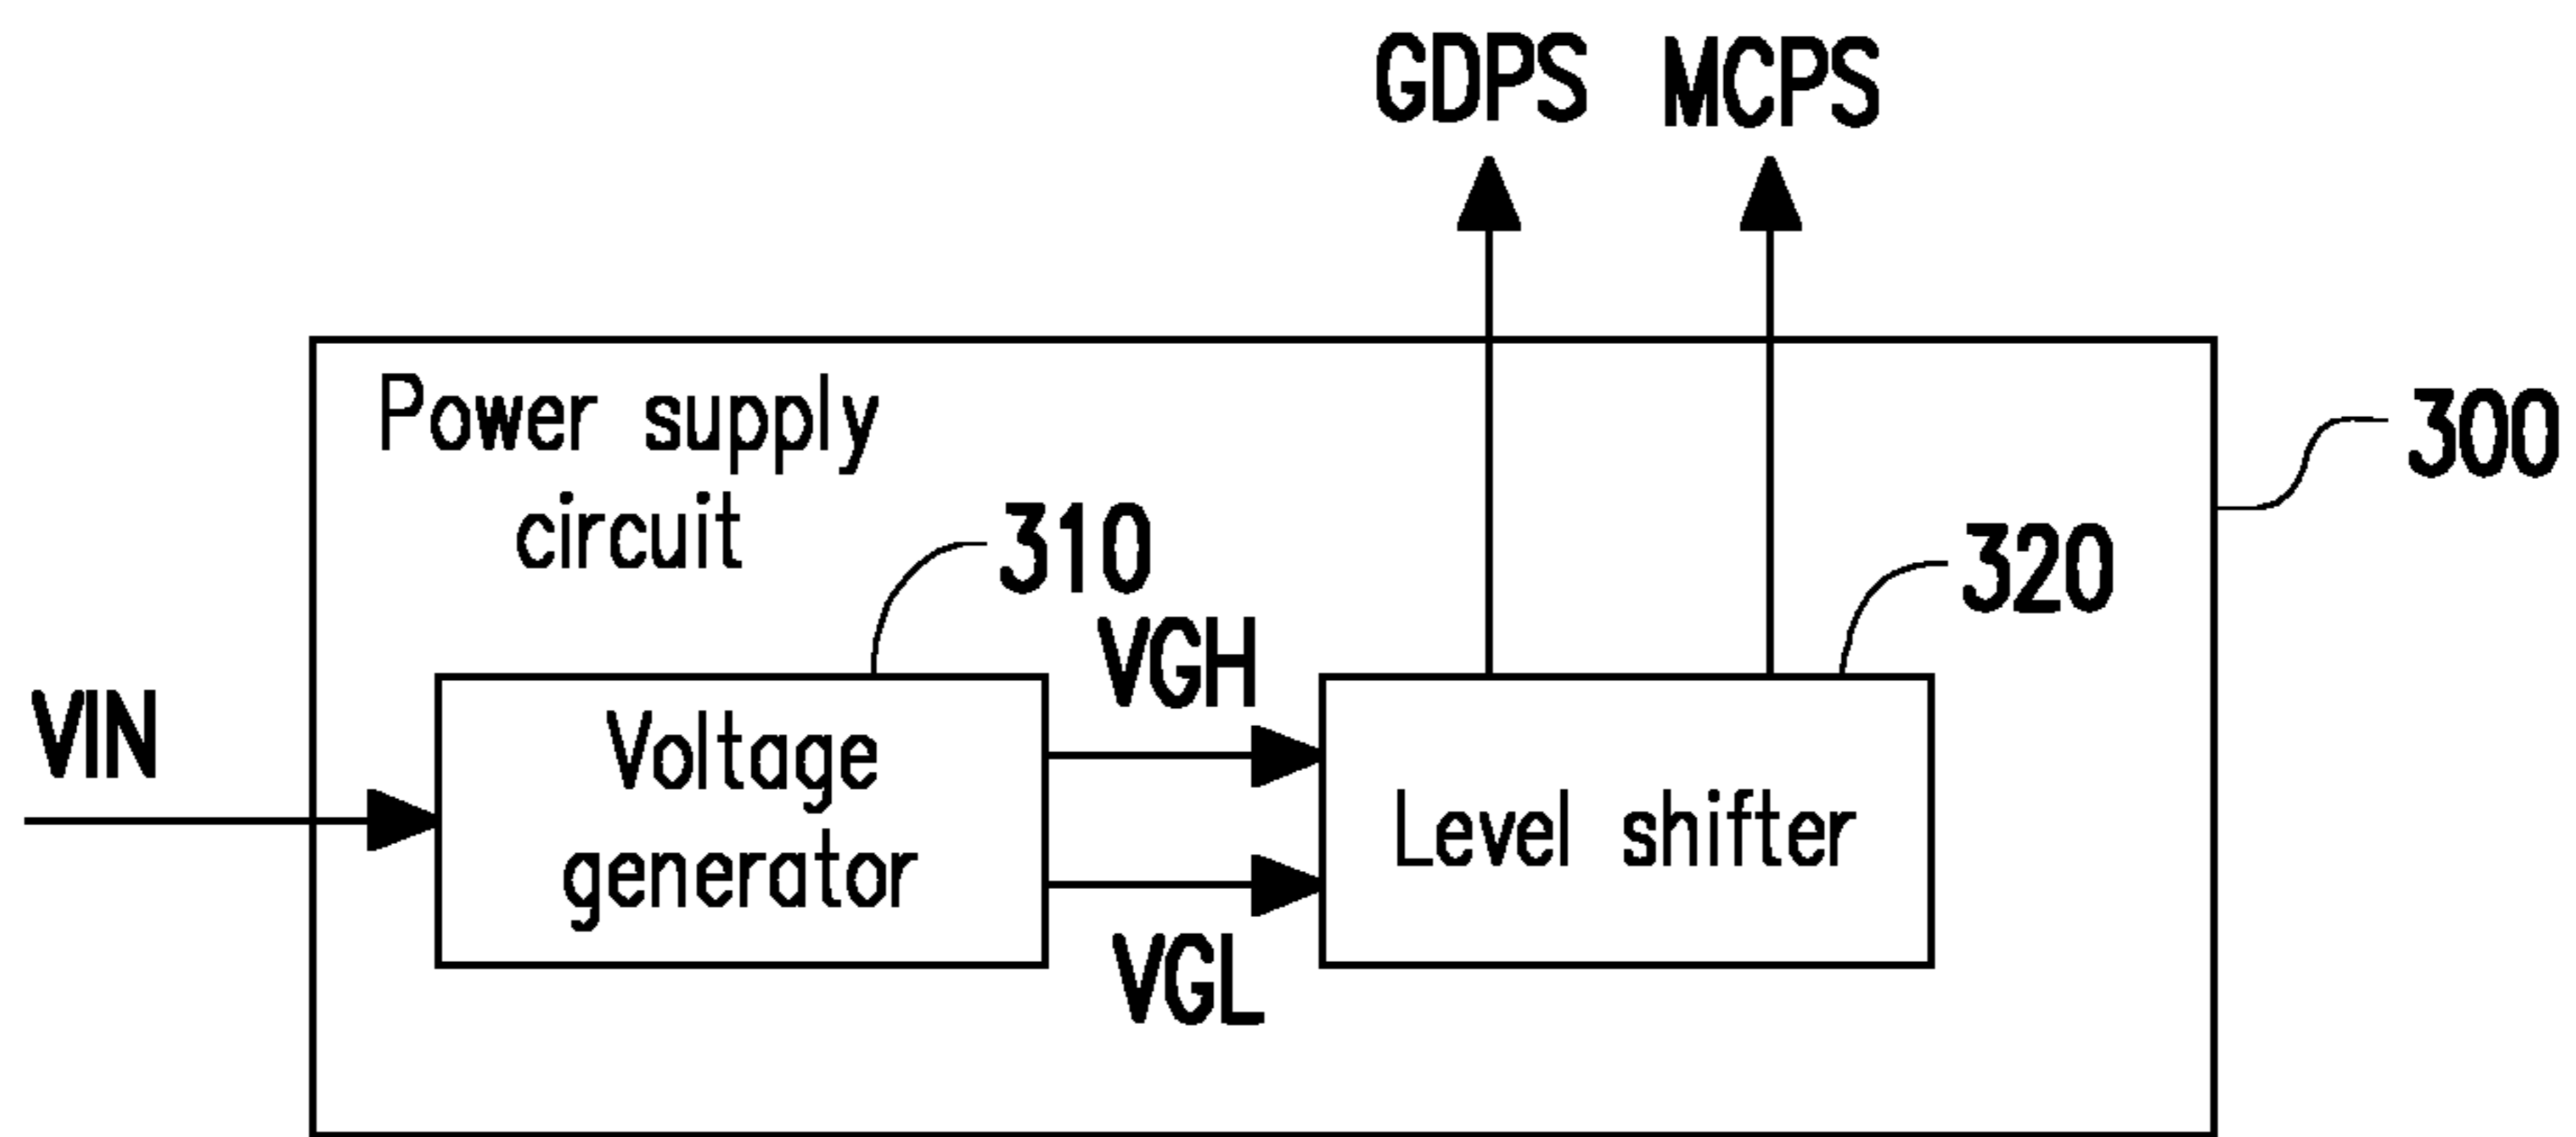 GDPS MCPS
Power supply
circuit
300
310
320
VGH
VIN
Voltage
generator
Level shifter
VGL